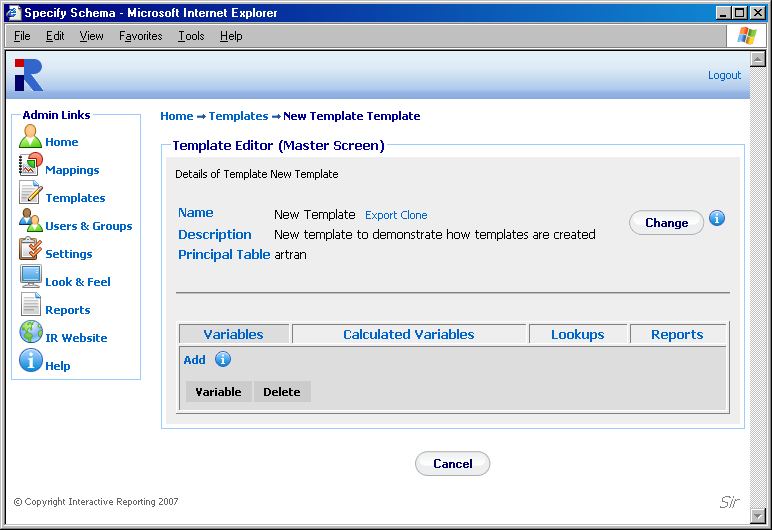 Specify Schema - Microsoft Internet Explorer
File Edit View Favorites Tools Help
R
Logout
Admin Links
Home
Mappings
Templates
Users & Groups
Settings
Look & Feel
Reports
IR Website
Help
Home → Templates → New Template Template
Template Editor (Master Screen)
Details of Template New Template
Name New Template Export Clone
Change
Description New template to demonstrate how templates are created
Principal Table artran
Variables Calculated Variables Lookups Reports
Add
Variable Delete
Cancel
© Copyright Interactive Reporting 2007
Sir